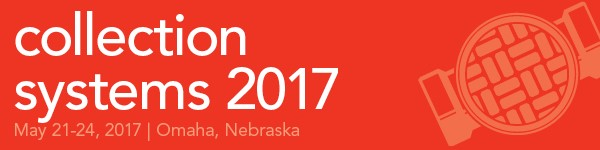 collection
systems 2017
May 21-24, 2017 | Omaha, Nebraska